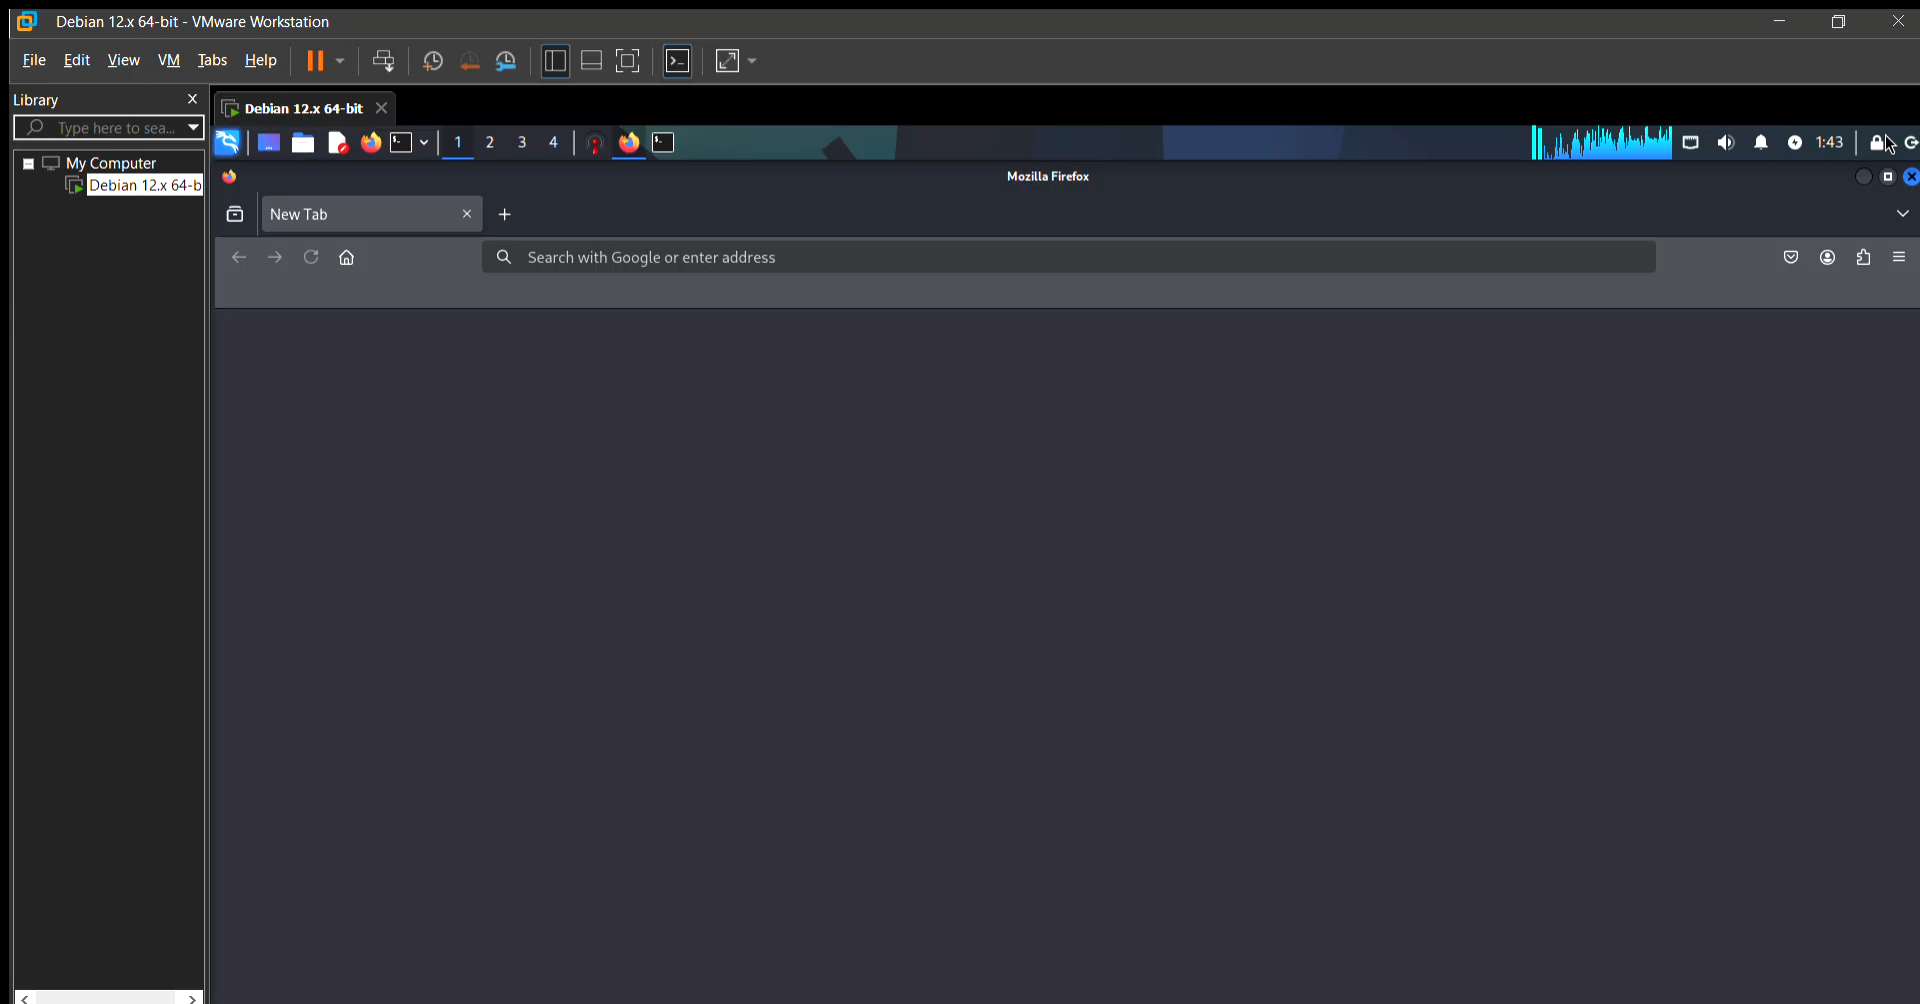 Debian 12.x 64-bit - VMware Workstation
File Edit View VM Tabs Help
Library
Type here to sea...
My Computer
Debian 12.x 64-b
Debian 12.x 64-bit
1 2 3 4
1:43
Mozilla Firefox
New Tab
Search with Google or enter address